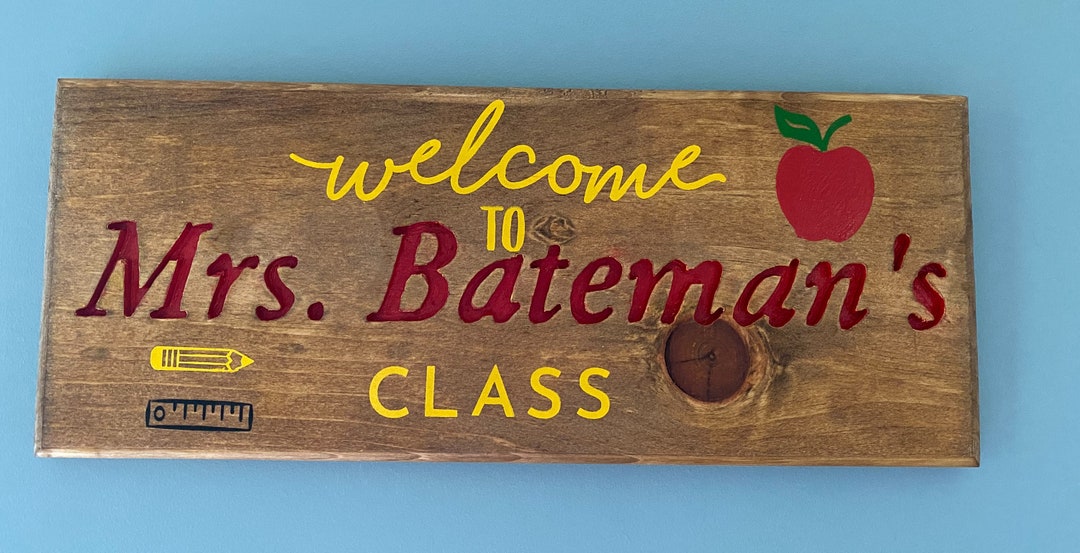 welcome
TO
Mrs. Bateman's
CLASS